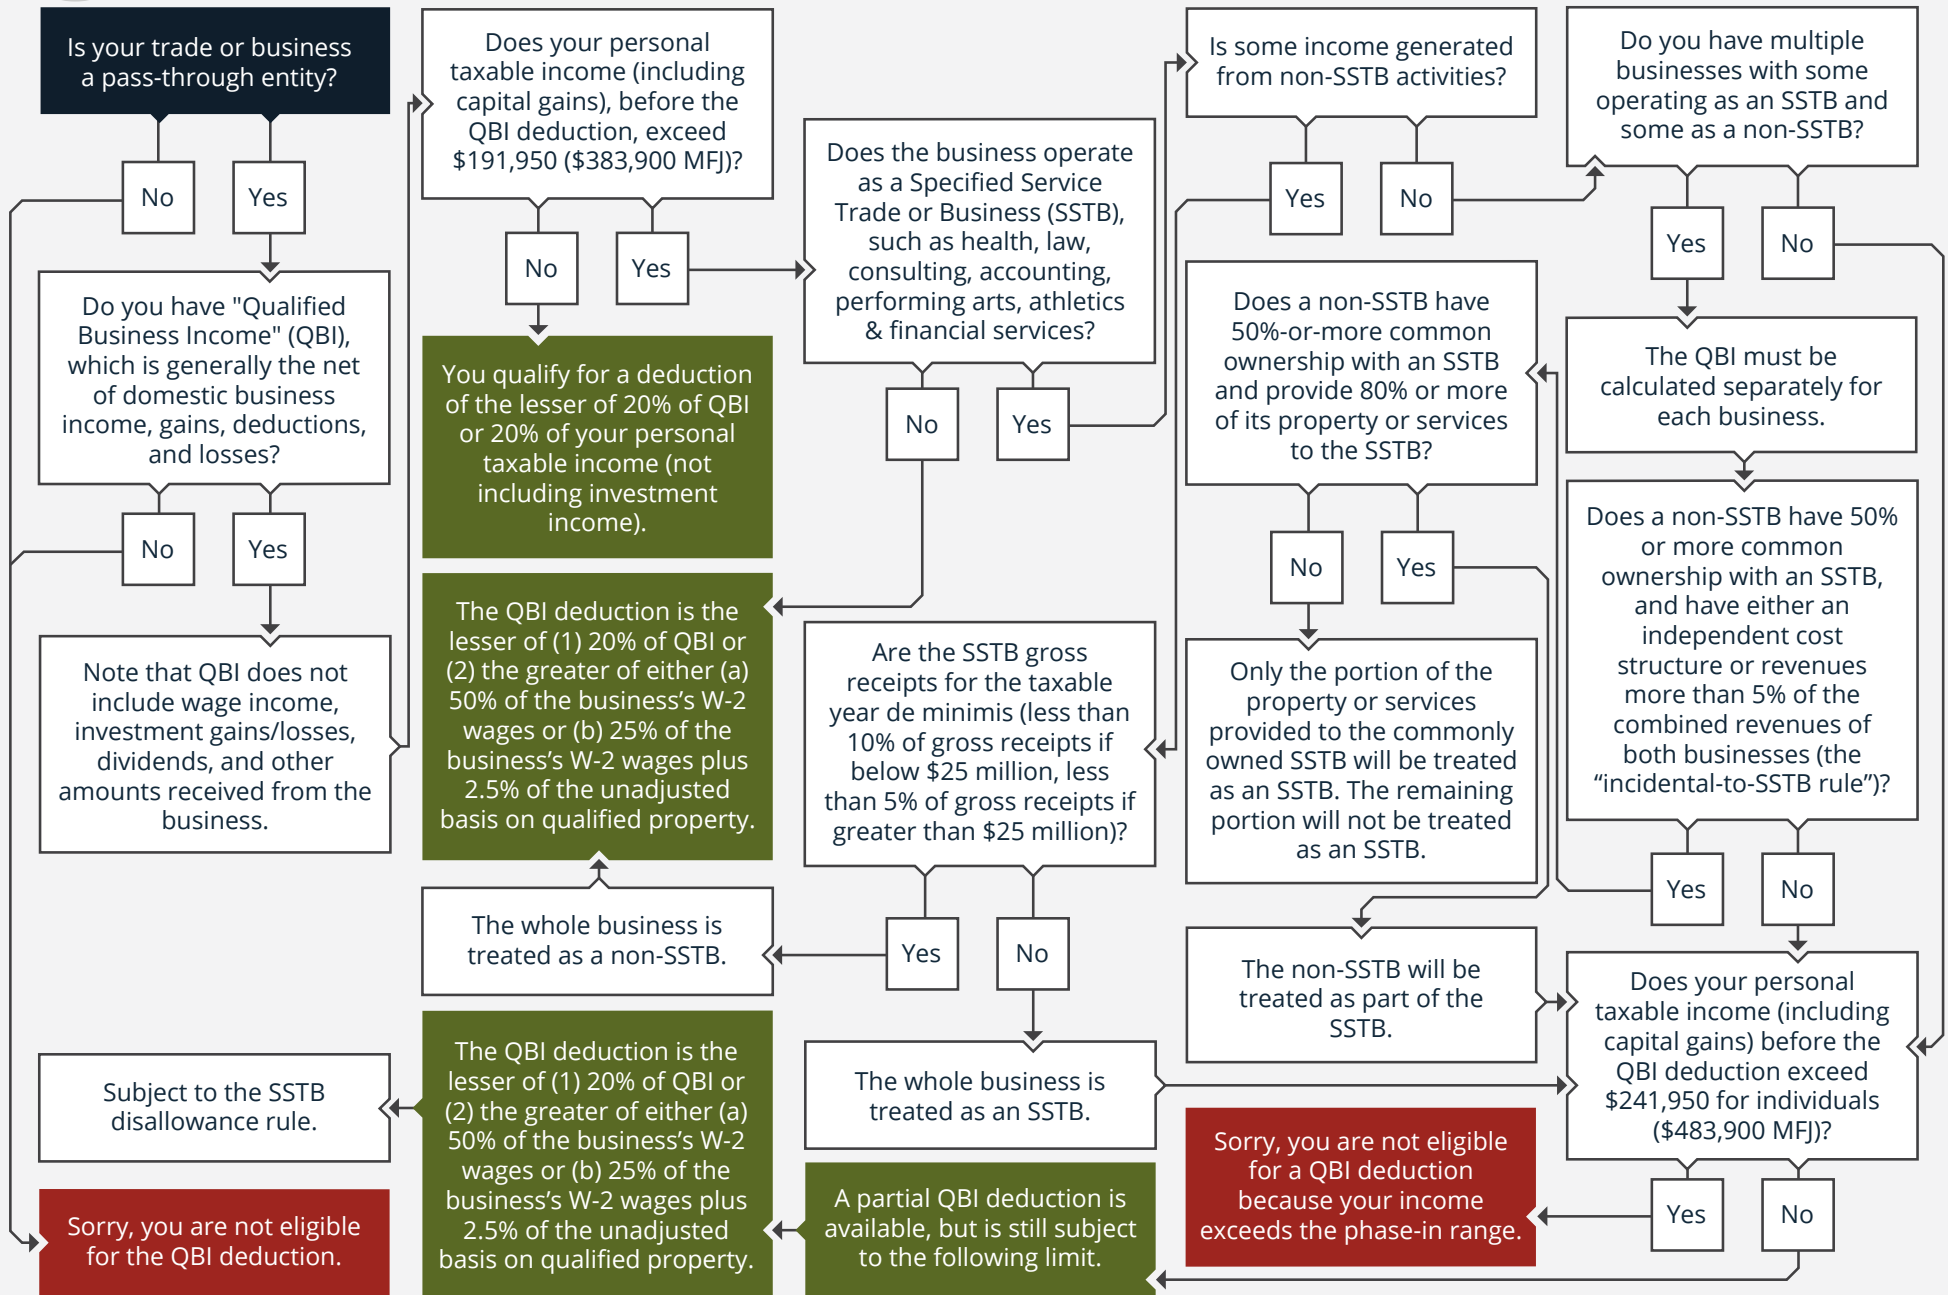 Is your trade or business
a pass-through entity?
No
Yes
Do you have "Qualified
Business Income" (QBI),
which is generally the net
of domestic business
income, gains, deductions,
and losses?
No
Yes
Note that QBI does not
include wage income,
investment gains/losses,
dividends, and other
amounts received from the
business.
Subject to the SSTB
disallowance rule.
Sorry, you are not eligible
for the QBI deduction.
Does your personal
taxable income (including
capital gains), before the
QBI deduction, exceed
$191,950 ($383,900 MFJ)?
No
Yes
You qualify for a deduction
of the lesser of 20% of QBI
or 20% of your personal
taxable income (not
including investment
income).
The QBI deduction is the
lesser of (1) 20% of QBI or
(2) the greater of either (a)
50% of the business’s W-2
wages or (b) 25% of the
business’s W-2 wages plus
2.5% of the unadjusted
basis on qualified property.
The whole business is
treated as a non-SSTB.
The QBI deduction is the
lesser of (1) 20% of QBI or
(2) the greater of either (a)
50% of the business’s W-2
wages or (b) 25% of the
business’s W-2 wages plus
2.5% of the unadjusted
basis on qualified property.
Does the business operate
as a Specified Service
Trade or Business (SSTB),
such as health, law,
consulting, accounting,
performing arts, athletics
& financial services?
No
Yes
Are the SSTB gross
receipts for the taxable
year de minimis (less than
10% of gross receipts if
below $25 million, less
than 5% of gross receipts if
greater than $25 million)?
Yes
No
The whole business is
treated as an SSTB.
A partial QBI deduction is
available, but is still subject
to the following limit.
Is some income generated
from non-SSTB activities?
Yes
No
Does a non-SSTB have
50%-or-more common
ownership with an SSTB
and provide 80% or more
of its property or services
to the SSTB?
No
Yes
Only the portion of the
property or services
provided to the commonly
owned SSTB will be treated
as an SSTB. The remaining
portion will not be treated
as an SSTB.
The non-SSTB will be
treated as part of the
SSTB.
Sorry, you are not eligible
for a QBI deduction
because your income
exceeds the phase-in range.
Do you have multiple
businesses with some
operating as an SSTB and
some as a non-SSTB?
Yes
No
The QBI must be
calculated separately for
each business.
Does a non-SSTB have 50%
or more common
ownership with an SSTB,
and have either an
independent cost
structure or revenues
more than 5% of the
combined revenues of
both businesses (the
“incidental-to-SSTB rule”)?
Yes
No
Does your personal
taxable income (including
capital gains) before the
QBI deduction exceed
$241,950 for individuals
($483,900 MFJ)?
Yes
No